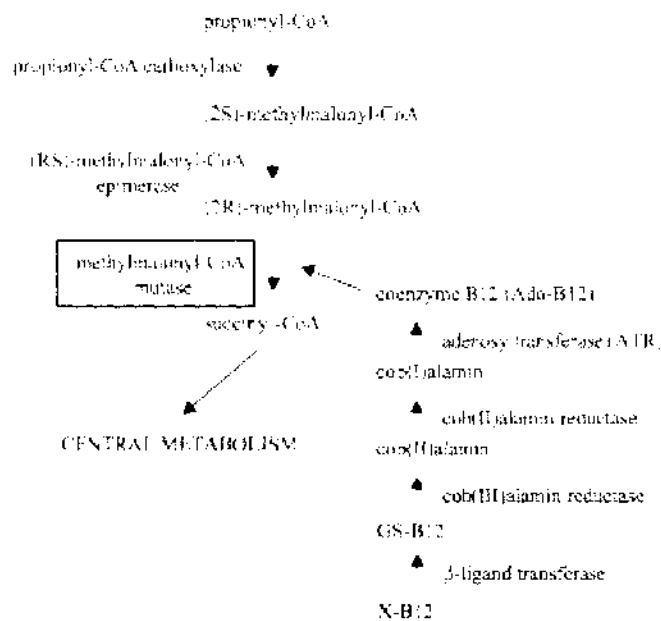 propionyl-CoA
propionyl-CoA carboxylase
(2S)-methylmalonyl-CoA
(RS)-methylmalonyl-CoA
epimerase
(2R)-methylmalonyl-CoA
methylmalonyl-CoA
mutase
succinyl-CoA
coenzyme B12 (Ado-B12)
adenosyl transferase (ATR)
cob(I)alamin
cob(II)alamin reductase
CENTRAL METABOLISM
cob(II)alamin
cob(III)alamin reductase
GS-B12
β-ligand transferase
X-B12